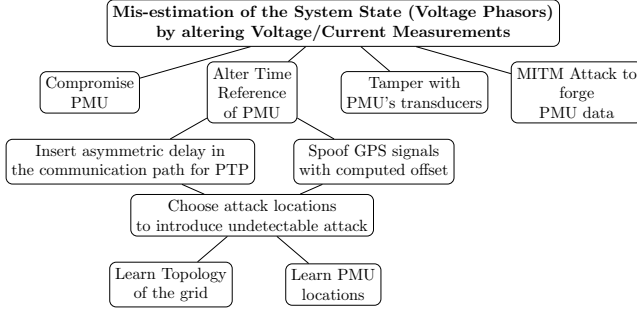 Mis-estimation of the System State (Voltage Phasors)
by altering Voltage/Current Measurements
Compromise
PMU
Alter Time
Reference
of PMU
Tamper with
PMU's transducers
MITM Attack to
forge
PMU data
Insert asymmetric delay in
the communication path for PTP
Spoof GPS signals
with computed offset
Choose attack locations
to introduce undetectable attack
Learn Topology
of the grid
Learn PMU
locations